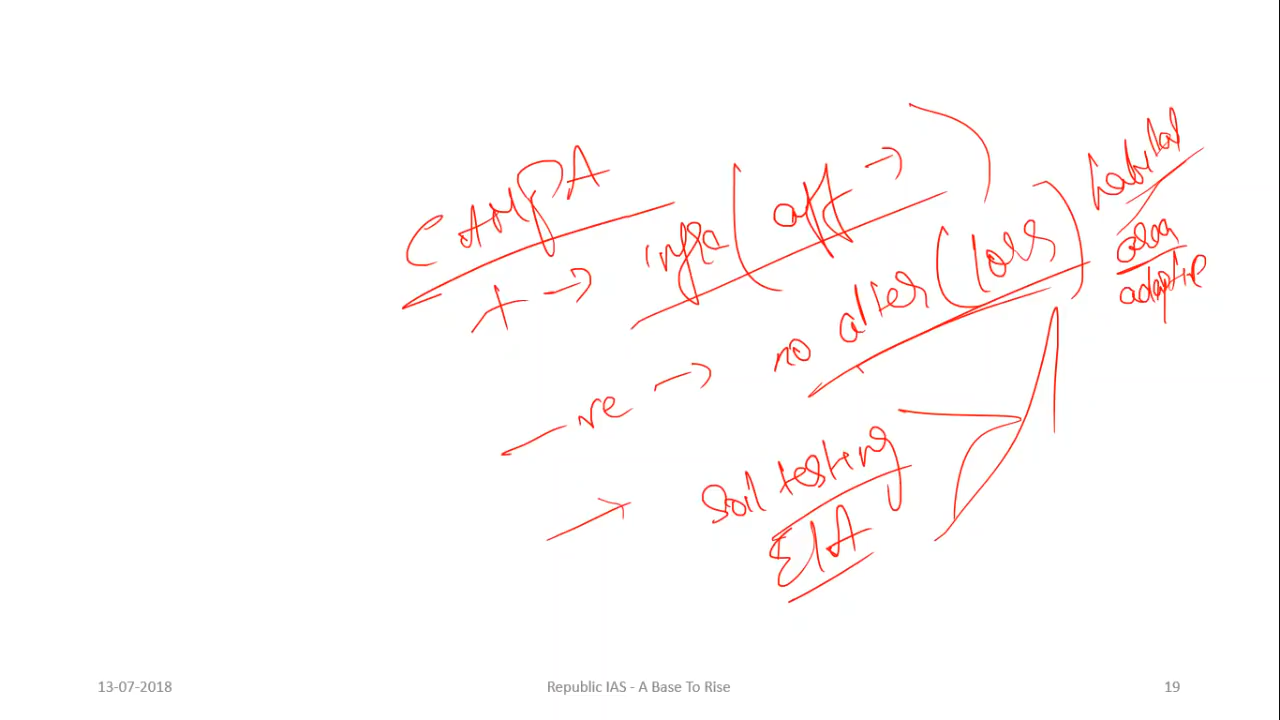 CAMPA
+ → infra (aff →)
-ve → no alter (loss)
habitat
area
adaptive
→ Soil testing
EIA
13-07-2018 Republic IAS - A Base To Rise 19